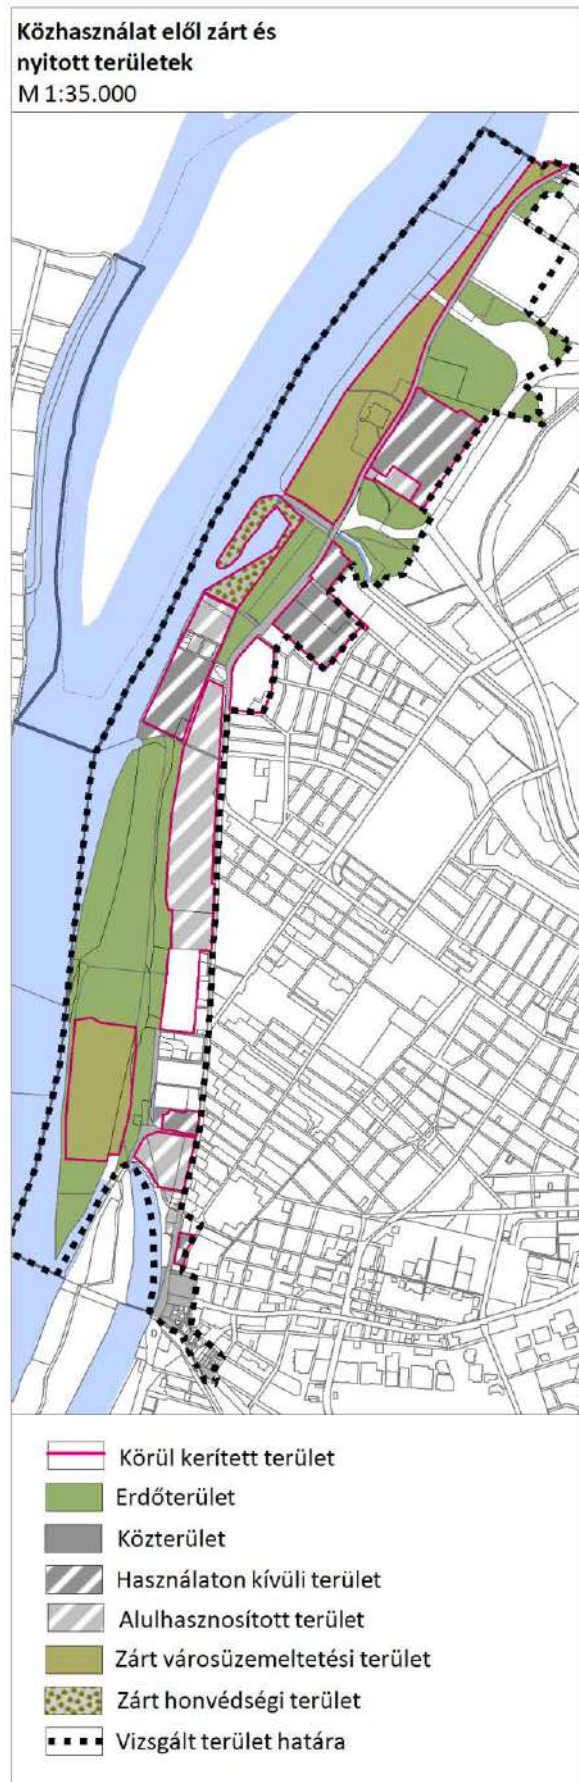 Közhasználat elől zárt és
nyitott területek
M 1:35.000
Körül kerített terület
Erdőterület
Közterület
Használaton kívüli terület
Alulhasznosított terület
Zárt városüzemeltetési terület
Zárt honvédségi terület
Vizsgált terület határa